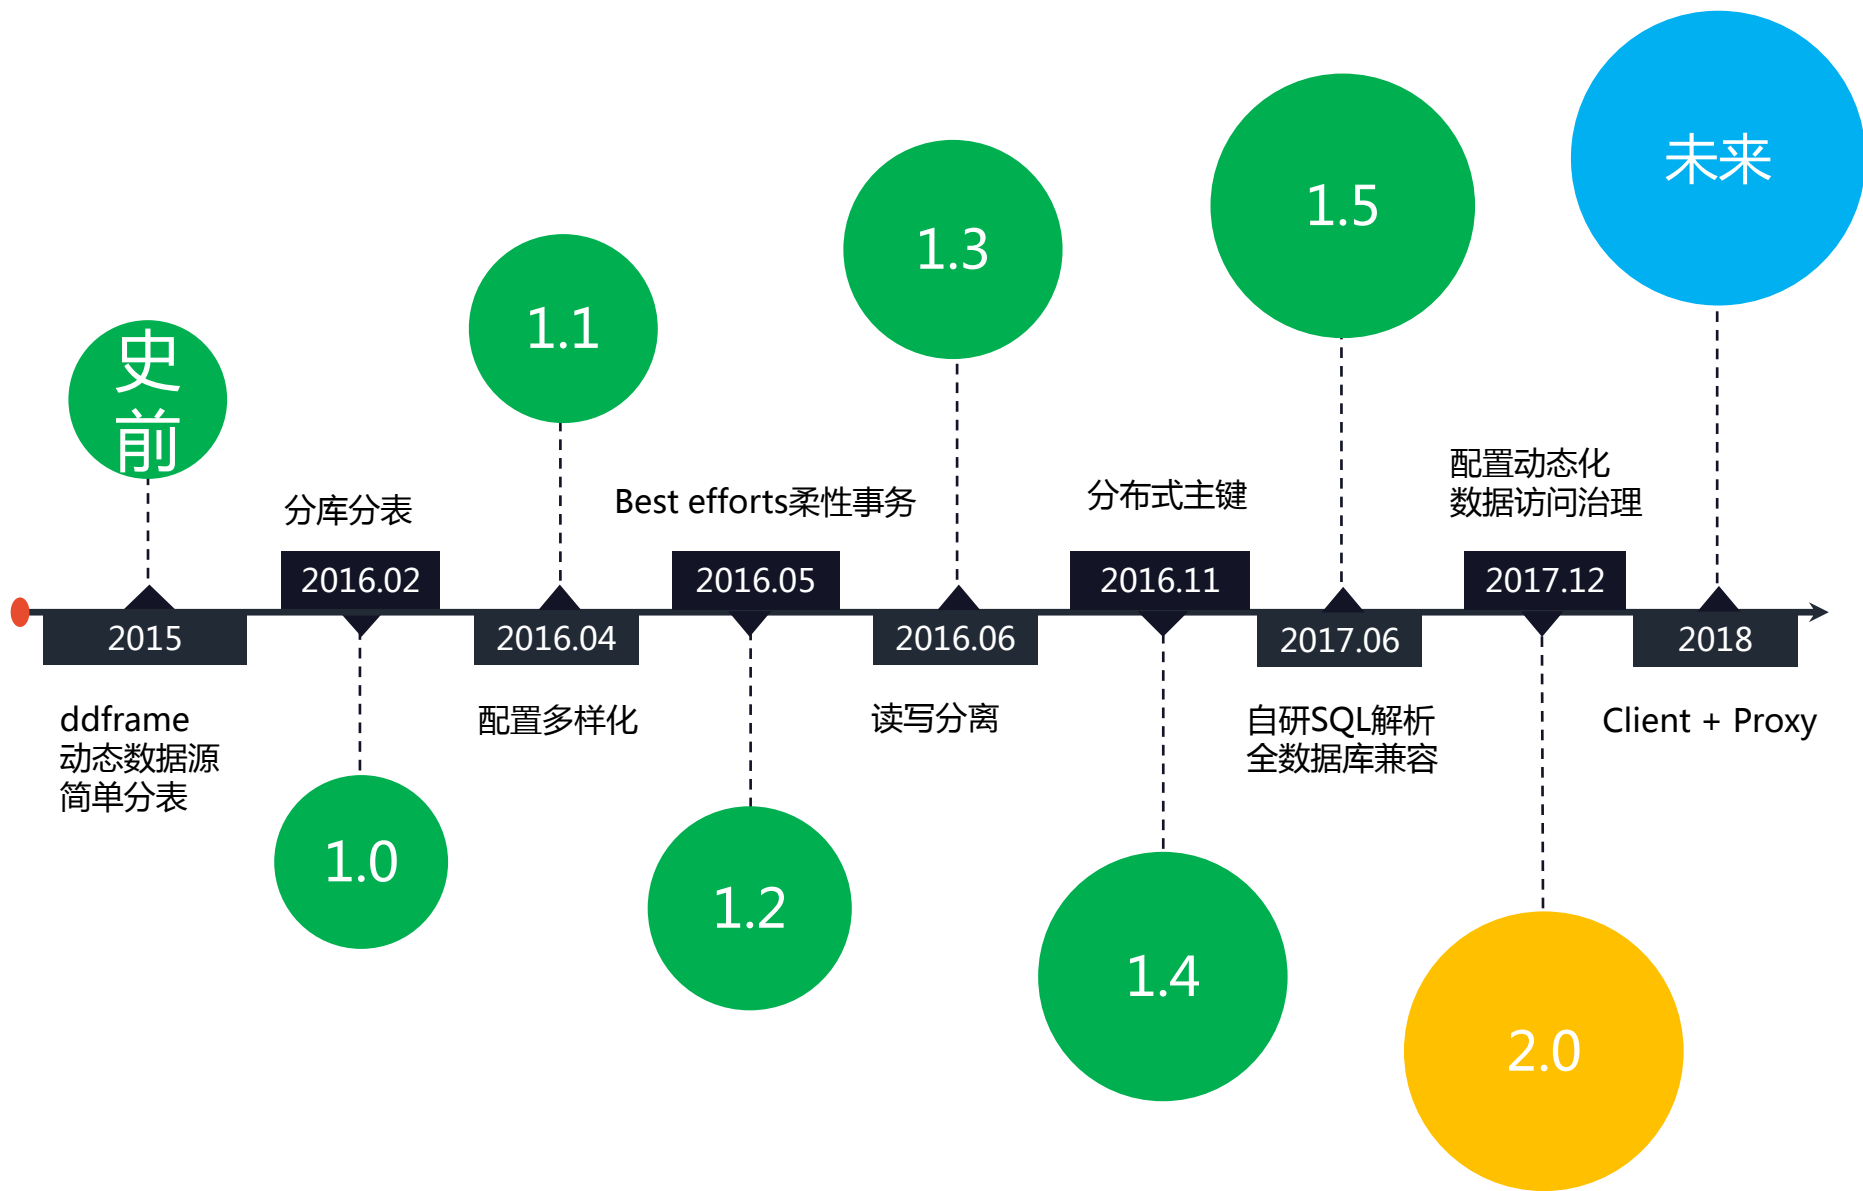 史
前
2015
ddframe
动态数据源
简单分表
分库分表
2016.02
1.0
1.1
2016.04
配置多样化
Best efforts柔性事务
2016.05
1.2
1.3
2016.06
读写分离
分布式主键
2016.11
1.4
1.5
2017.06
自研SQL解析
全数据库兼容
配置动态化
数据访问治理
2017.12
2.0
未来
2018
Client + Proxy